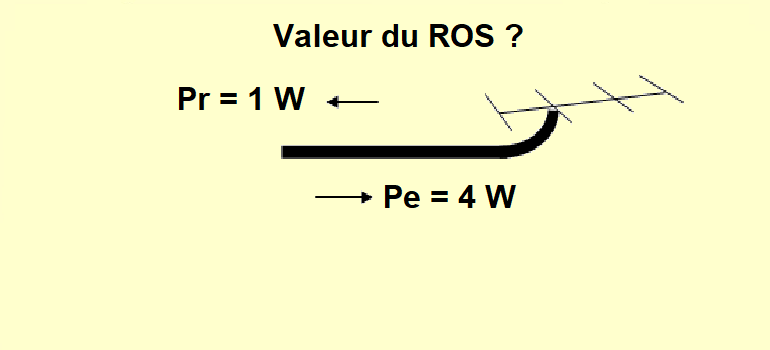 Valeur du ROS ?
Pr = 1 W
Pe = 4 W